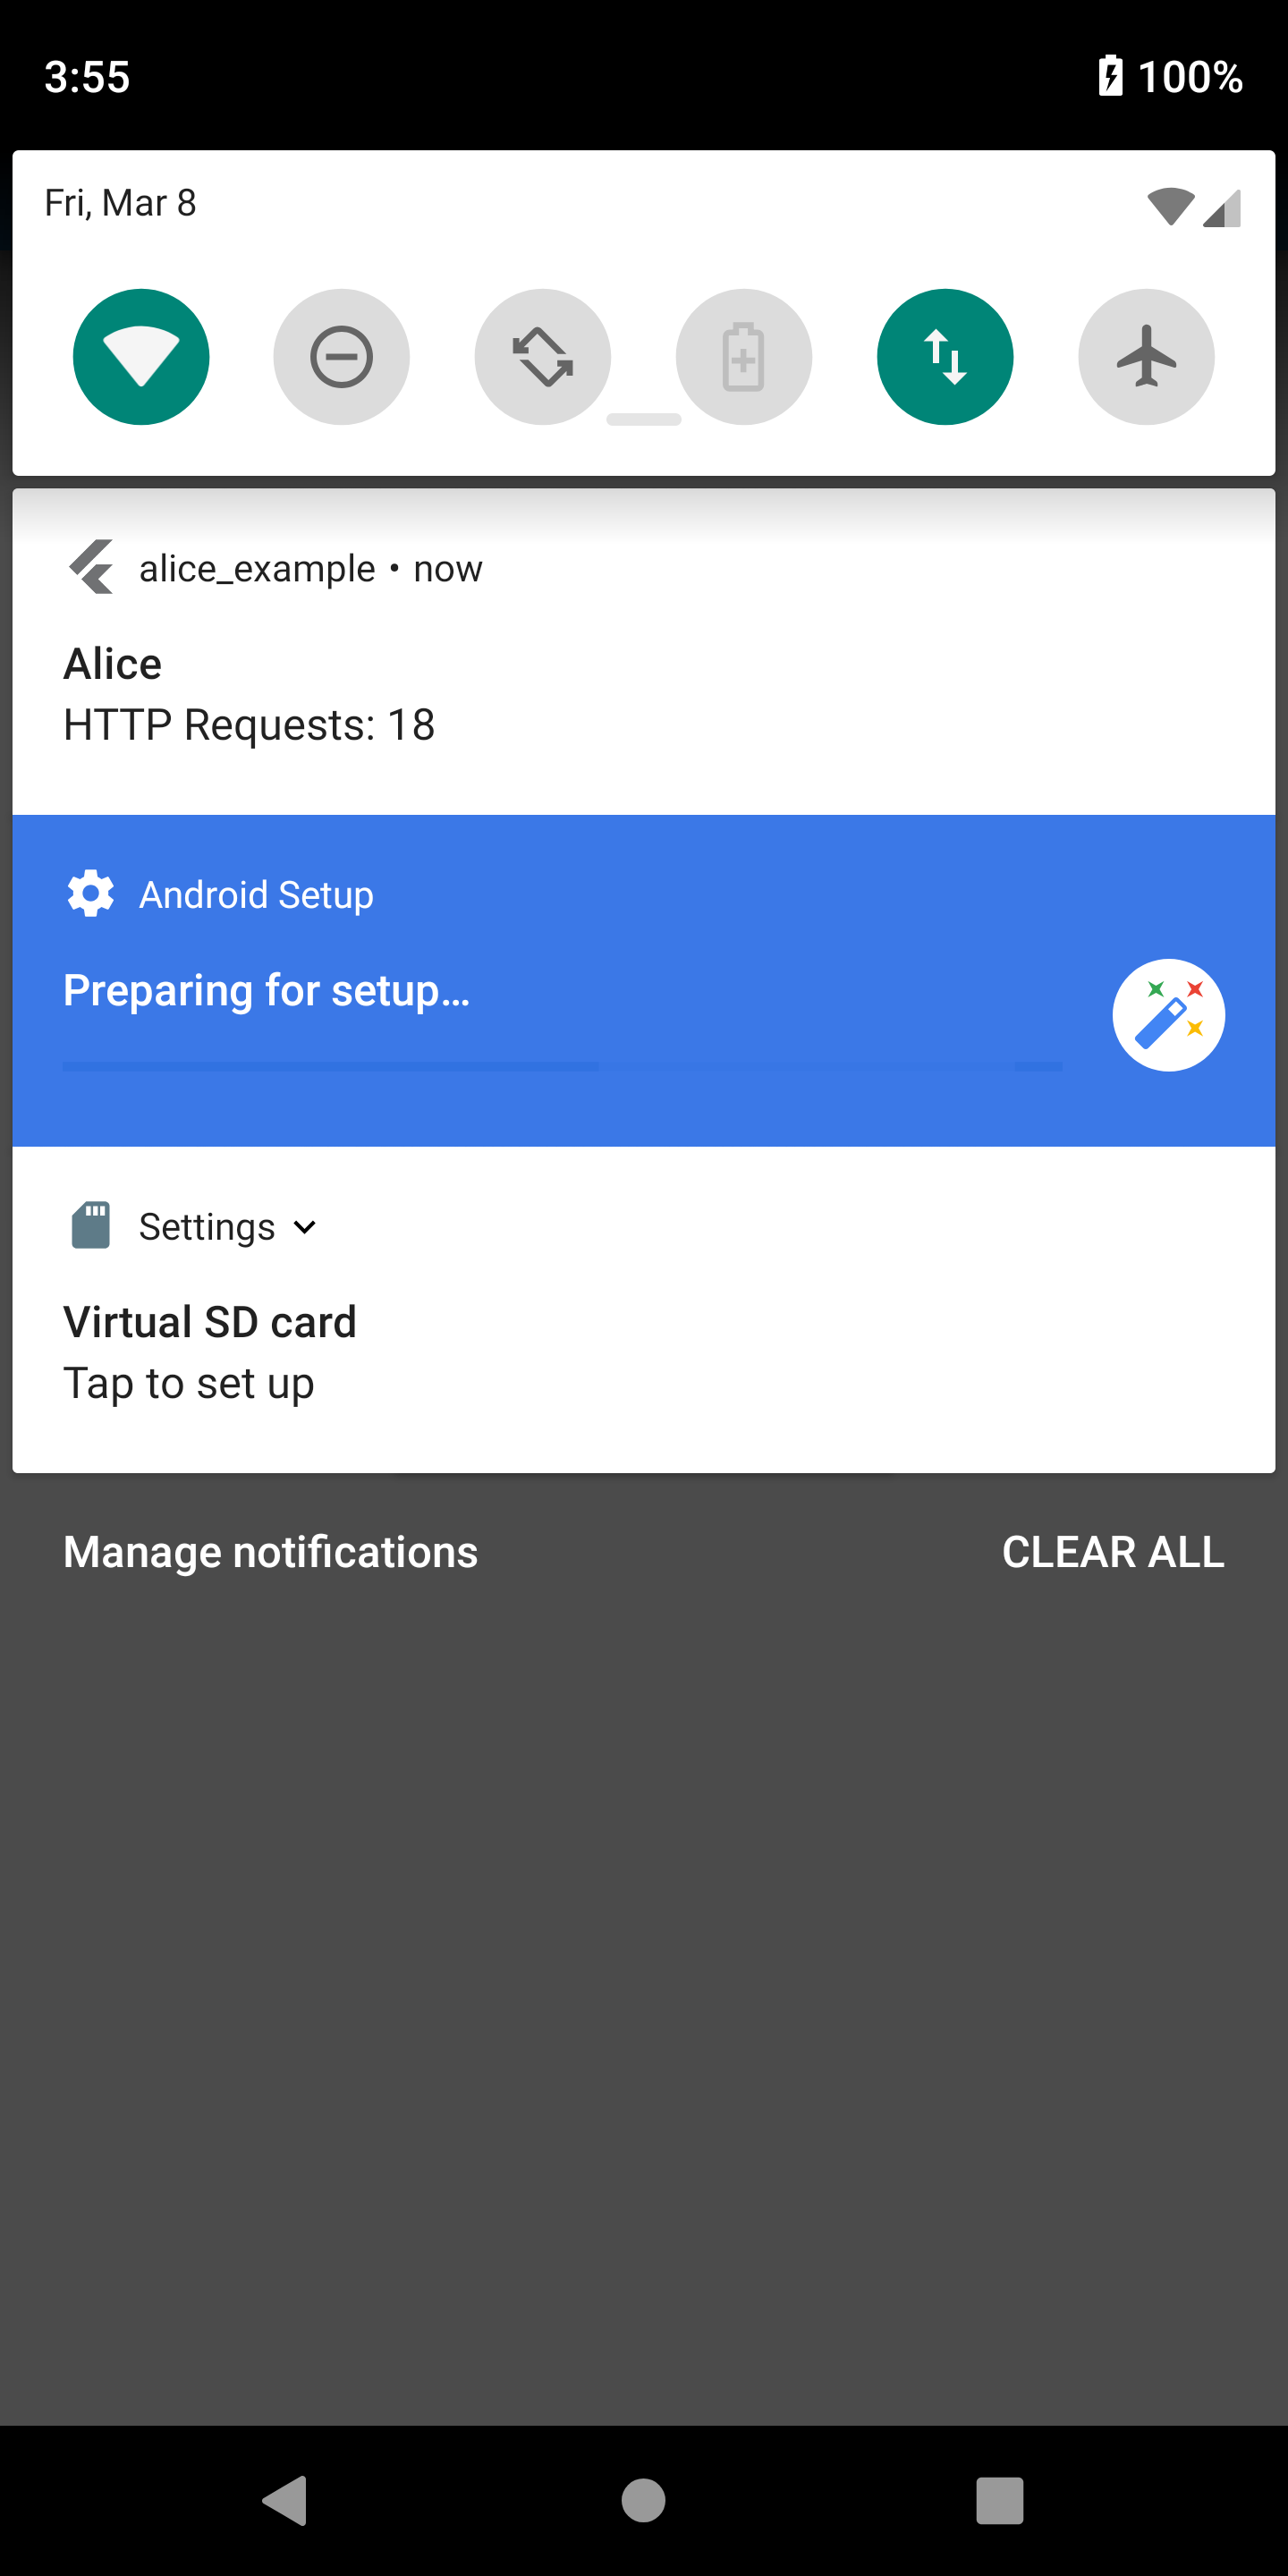 3:55 100%
Fri, Mar 8
alice_example • now
Alice
HTTP Requests: 18
Android Setup
Preparing for setup…
Settings
Virtual SD card
Tap to set up
Manage notifications CLEAR ALL